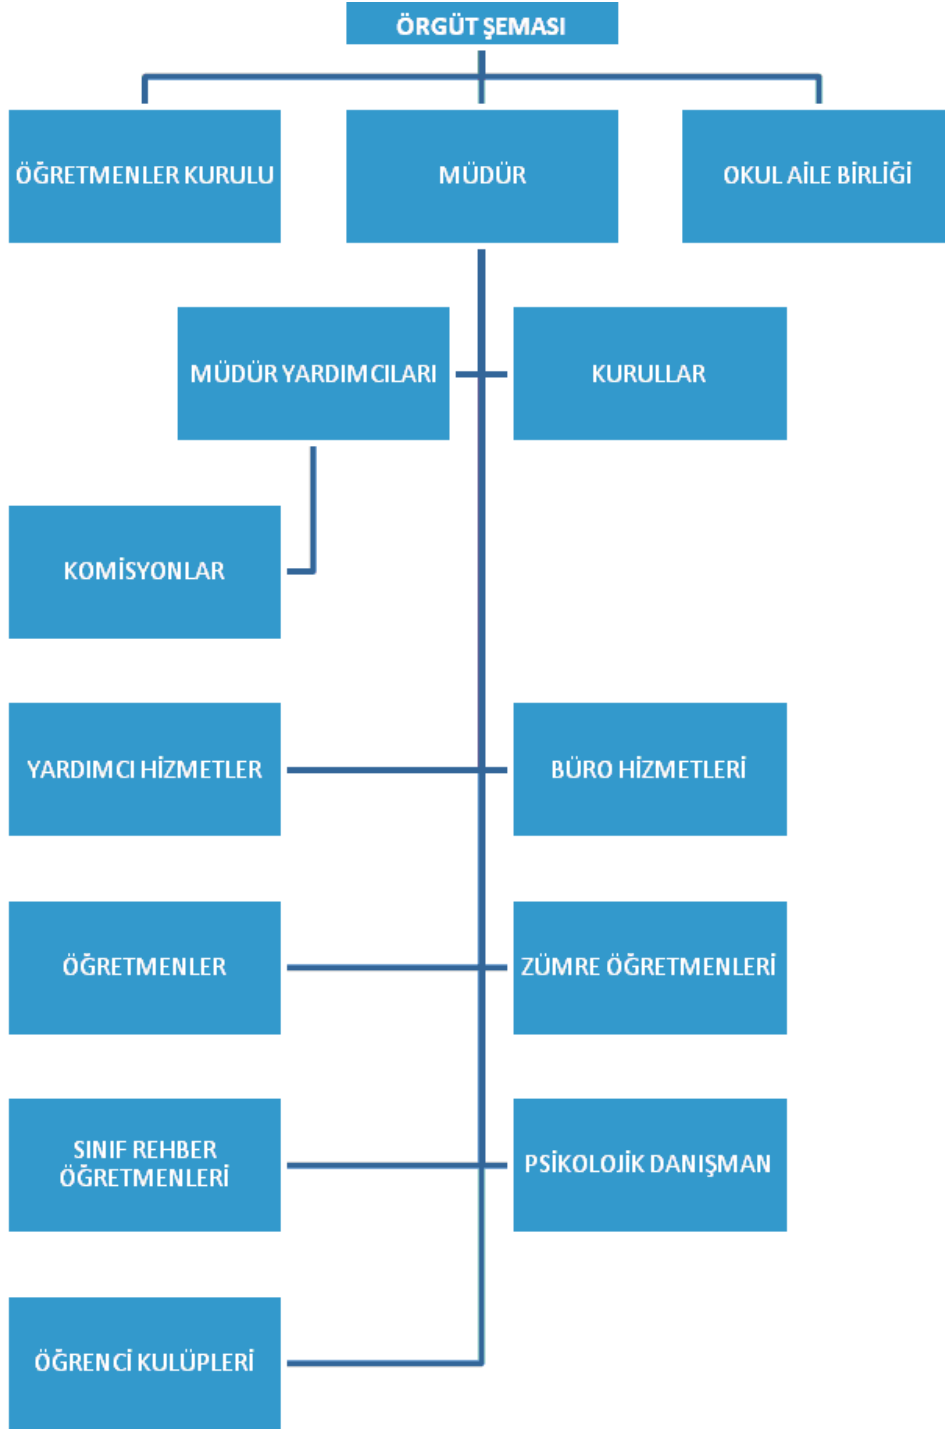 ÖRGÜT ŞEMASI
ÖĞRETMENLER KURULU
MÜDÜR
OKUL AİLE BİRLİĞİ
MÜDÜR YARDIMCILARI
KURULLAR
KOMİSYONLAR
YARDIMCI HİZMETLER
BÜRO HİZMETLERİ
ÖĞRETMENLER
ZÜMRE ÖĞRETMENLERİ
SINIF REHBER
ÖĞRETMENLERİ
PSİKOLOJİK DANIŞMAN
ÖĞRENCİ KULÜPLERİ